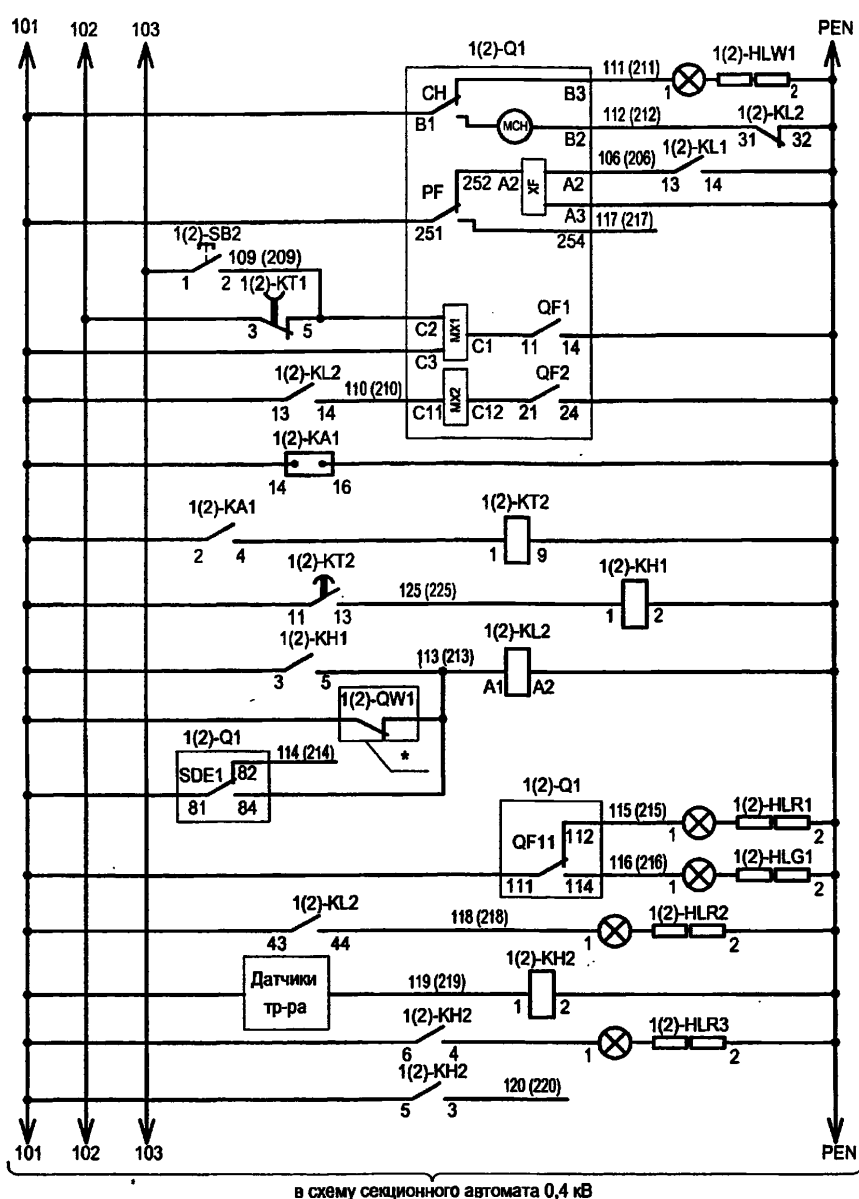 101 102 103 PEN
1(2)-Q1
111 (211)
1(2)-HLW1
CH
B3
1
2
B1
МСН
B2
112 (212)
1(2)-KL2
31
32
106 (206)
1(2)-KL1
PF
252
A2
XF
A2
13
14
A3
251
254
117 (217)
1(2)-SB2
109 (209)
1
2
1(2)-KT1
3
5
C2
MX1
C1
QF1
11
14
C3
1(2)-KL2
110 (210)
13
14
C11
MX2
C12
QF2
21
24
1(2)-KA1
14
16
1(2)-KA1
2
4
1(2)-KT2
1
9
1(2)-KT2
11
13
125 (225)
1(2)-KH1
1
2
1(2)-KH1
3
5
113 (213)
1(2)-KL2
A1
A2
1(2)-QW1
*
1(2)-Q1
114 (214)
SDE1
82
81
84
1(2)-Q1
115 (215)
1(2)-HLR1
QF11
112
1
2
111
114
116 (216)
1(2)-HLG1
1
2
1(2)-KL2
43
44
118 (218)
1(2)-HLR2
1
2
Датчики
тр-ра
119 (219)
1(2)-KH2
1
2
1(2)-KH2
6
4
1(2)-HLR3
1
2
1(2)-KH2
5
3
120 (220)
101 102 103 PEN
в схему секционного автомата 0,4 кВ